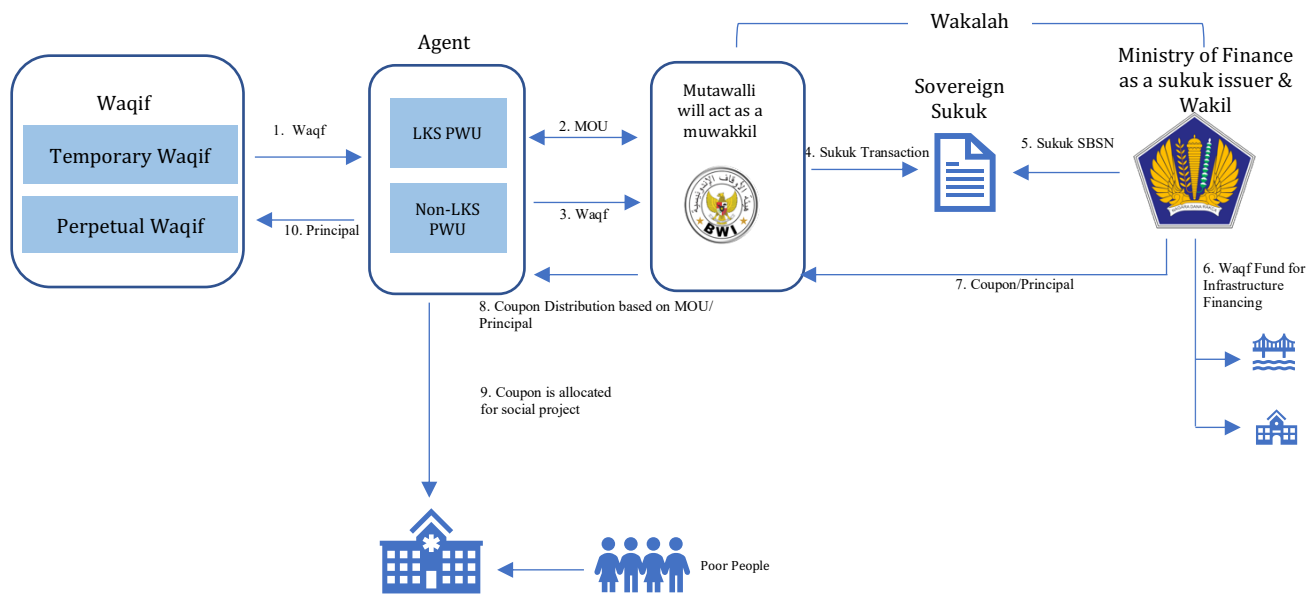 Wakalah
Agent
Ministry of Finance
as a sukuk issuer &
Wakil
Waqif
Temporary Waqif
Perpetual Waqif
1. Waqf
10. Principal
LKS PWU
Non-LKS
PWU
2. MOU
3. Waqf
Mutawalli
will act as a
muwakkil
BWI
Sovereign
Sukuk
4. Sukuk Transaction
5. Sukuk SBSN
6. Waqf Fund for
Infrastructure
Financing
7. Coupon/Principal
8. Coupon Distribution based on MOU/
Principal
9. Coupon is allocated
for social project
Poor People